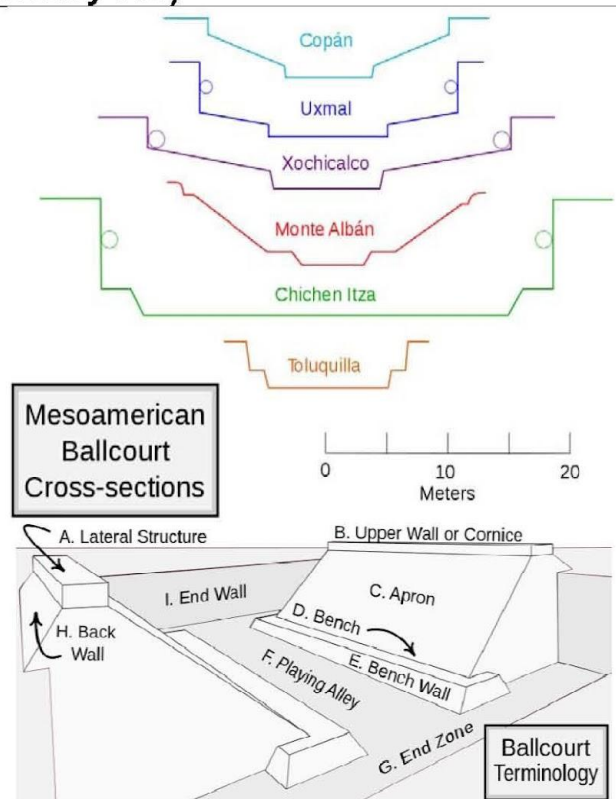 Copán
Uxmal
Xochicalco
Monte Albán
Chichen Itza
Toluquilla
Mesoamerican
Ballcourt
Cross-sections
0 10 20
Meters
A. Lateral Structure
B. Upper Wall or Cornice
I. End Wall
C. Apron
D. Bench
H. Back
Wall
E. Bench Wall
F. Playing Alley
G. End Zone
Ballcourt
Terminology